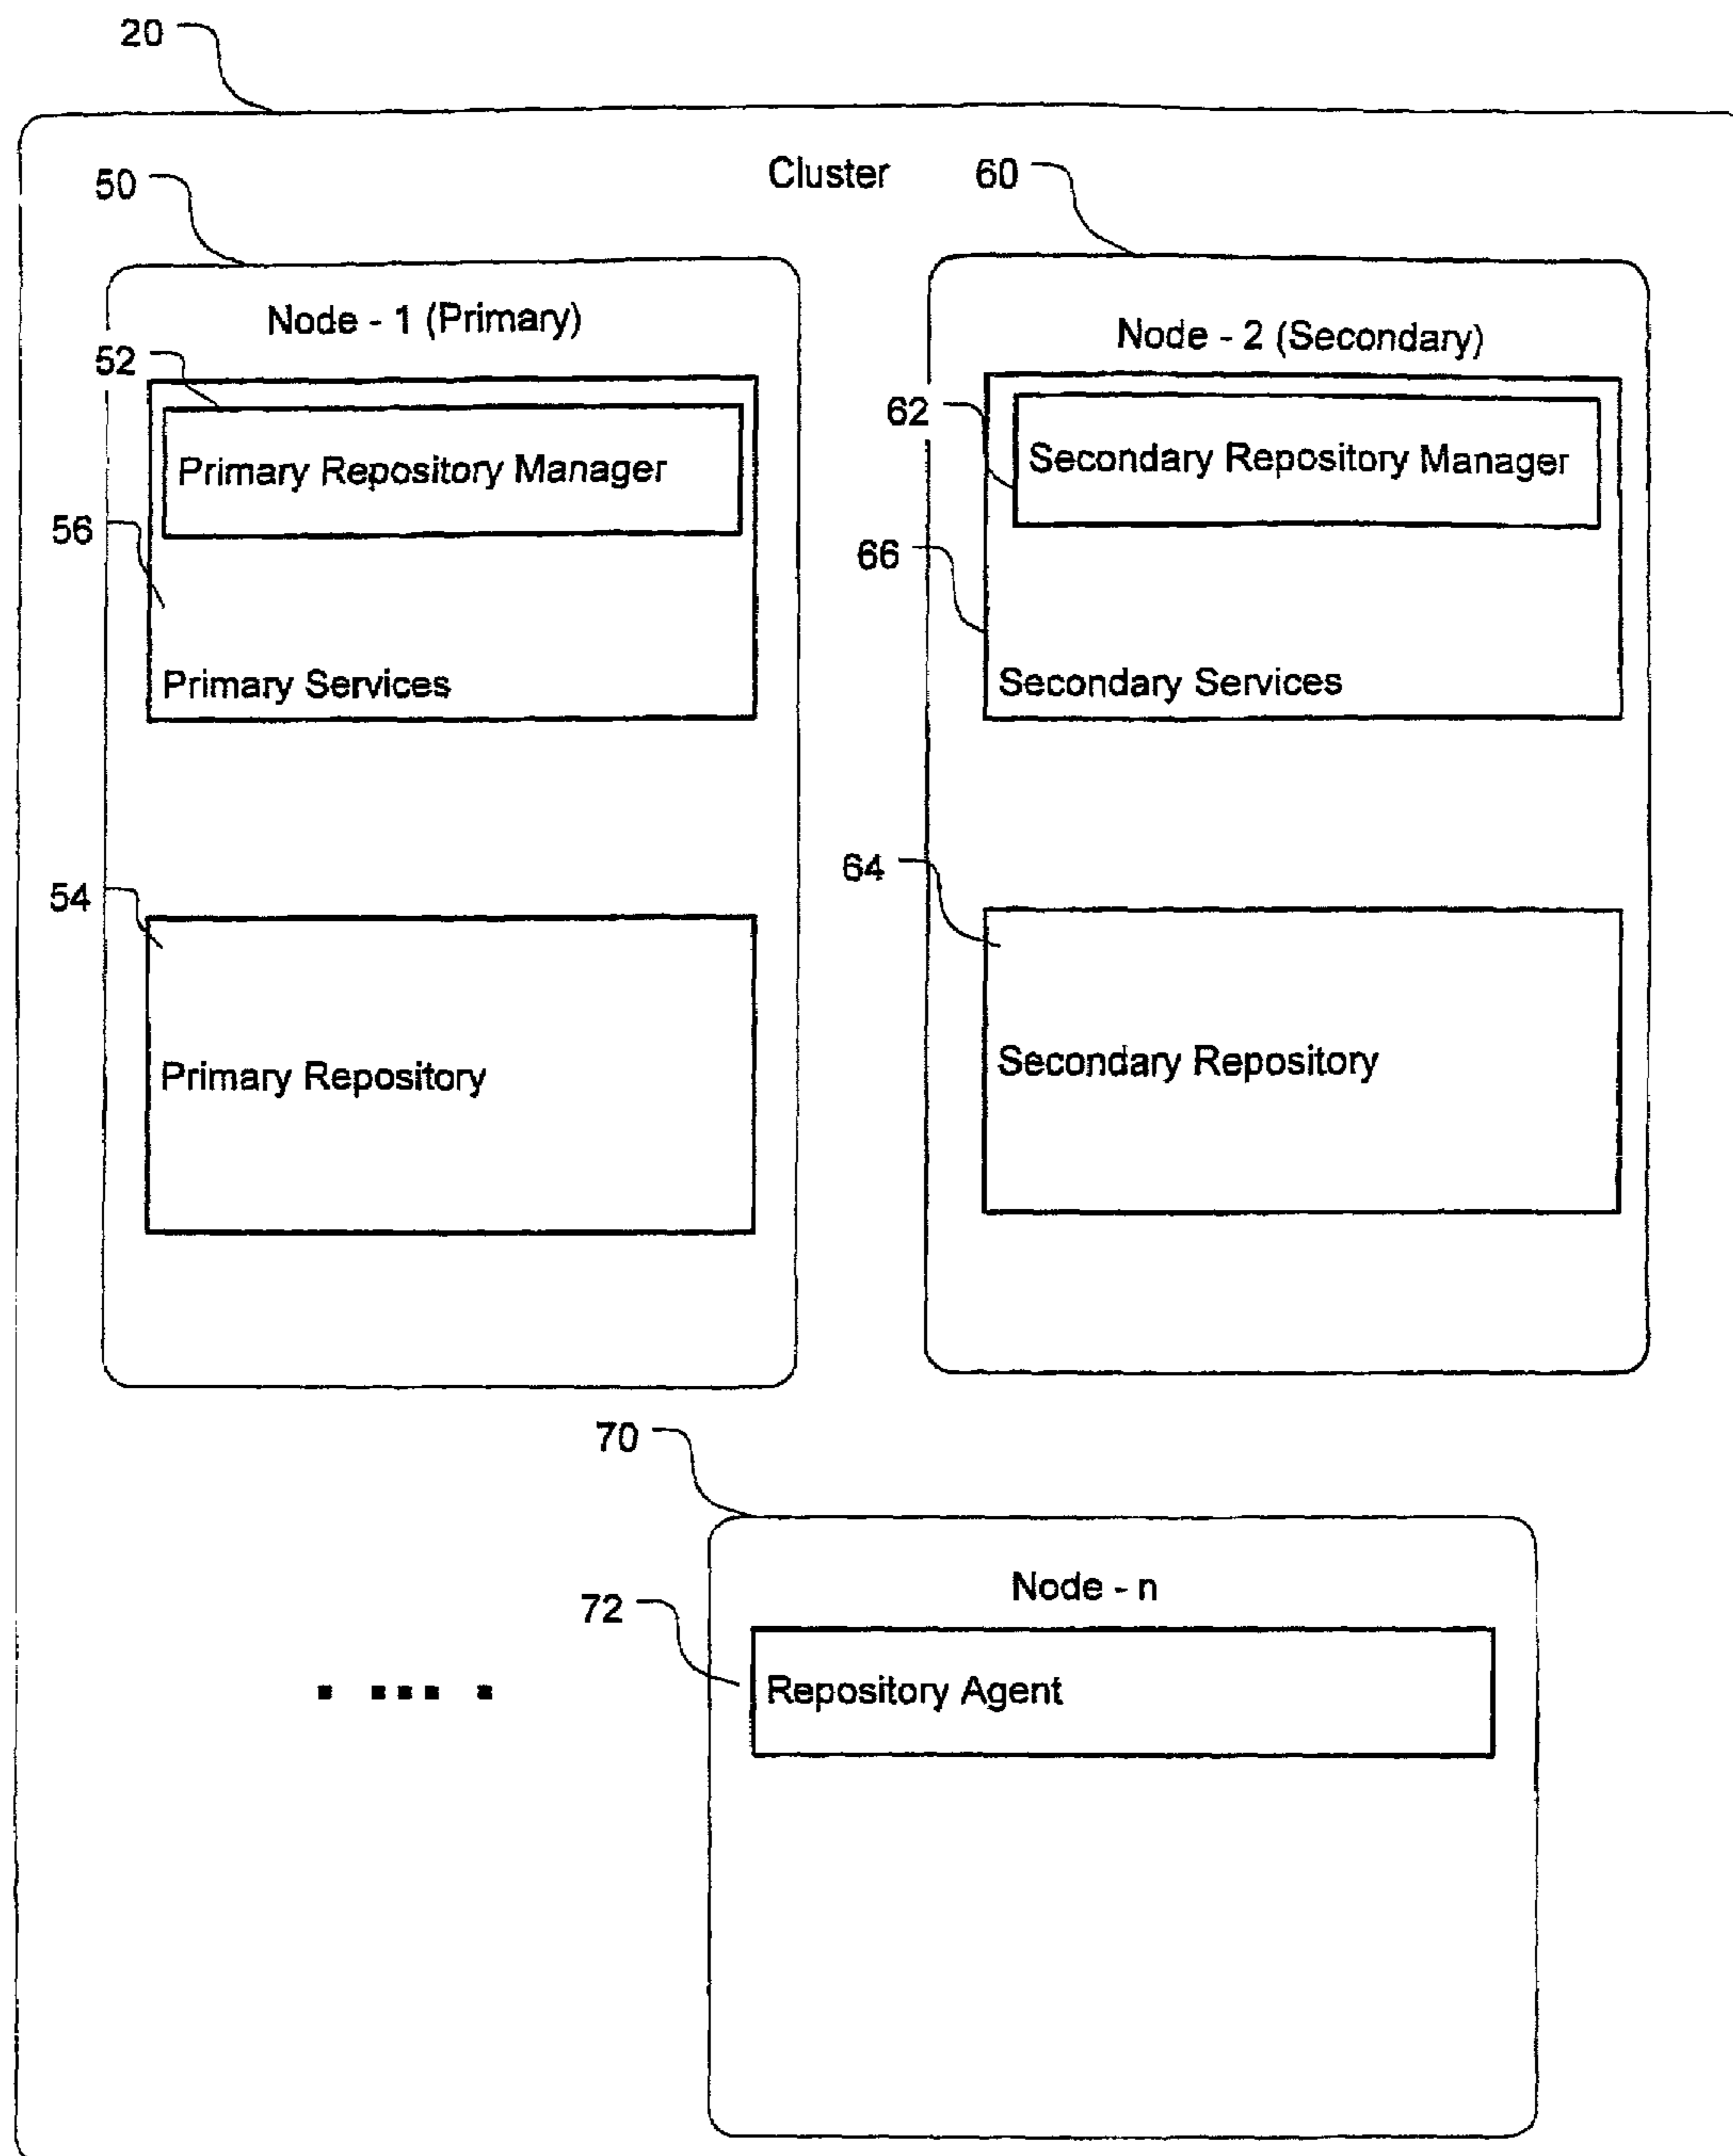 20
Cluster
50
60
Node - 1 (Primary)
Node - 2 (Secondary)
52
62
Primary Repository Manager
Secondary Repository Manager
56
66
Primary Services
Secondary Services
54
64
Primary Repository
Secondary Repository
70
Node - n
72
Repository Agent